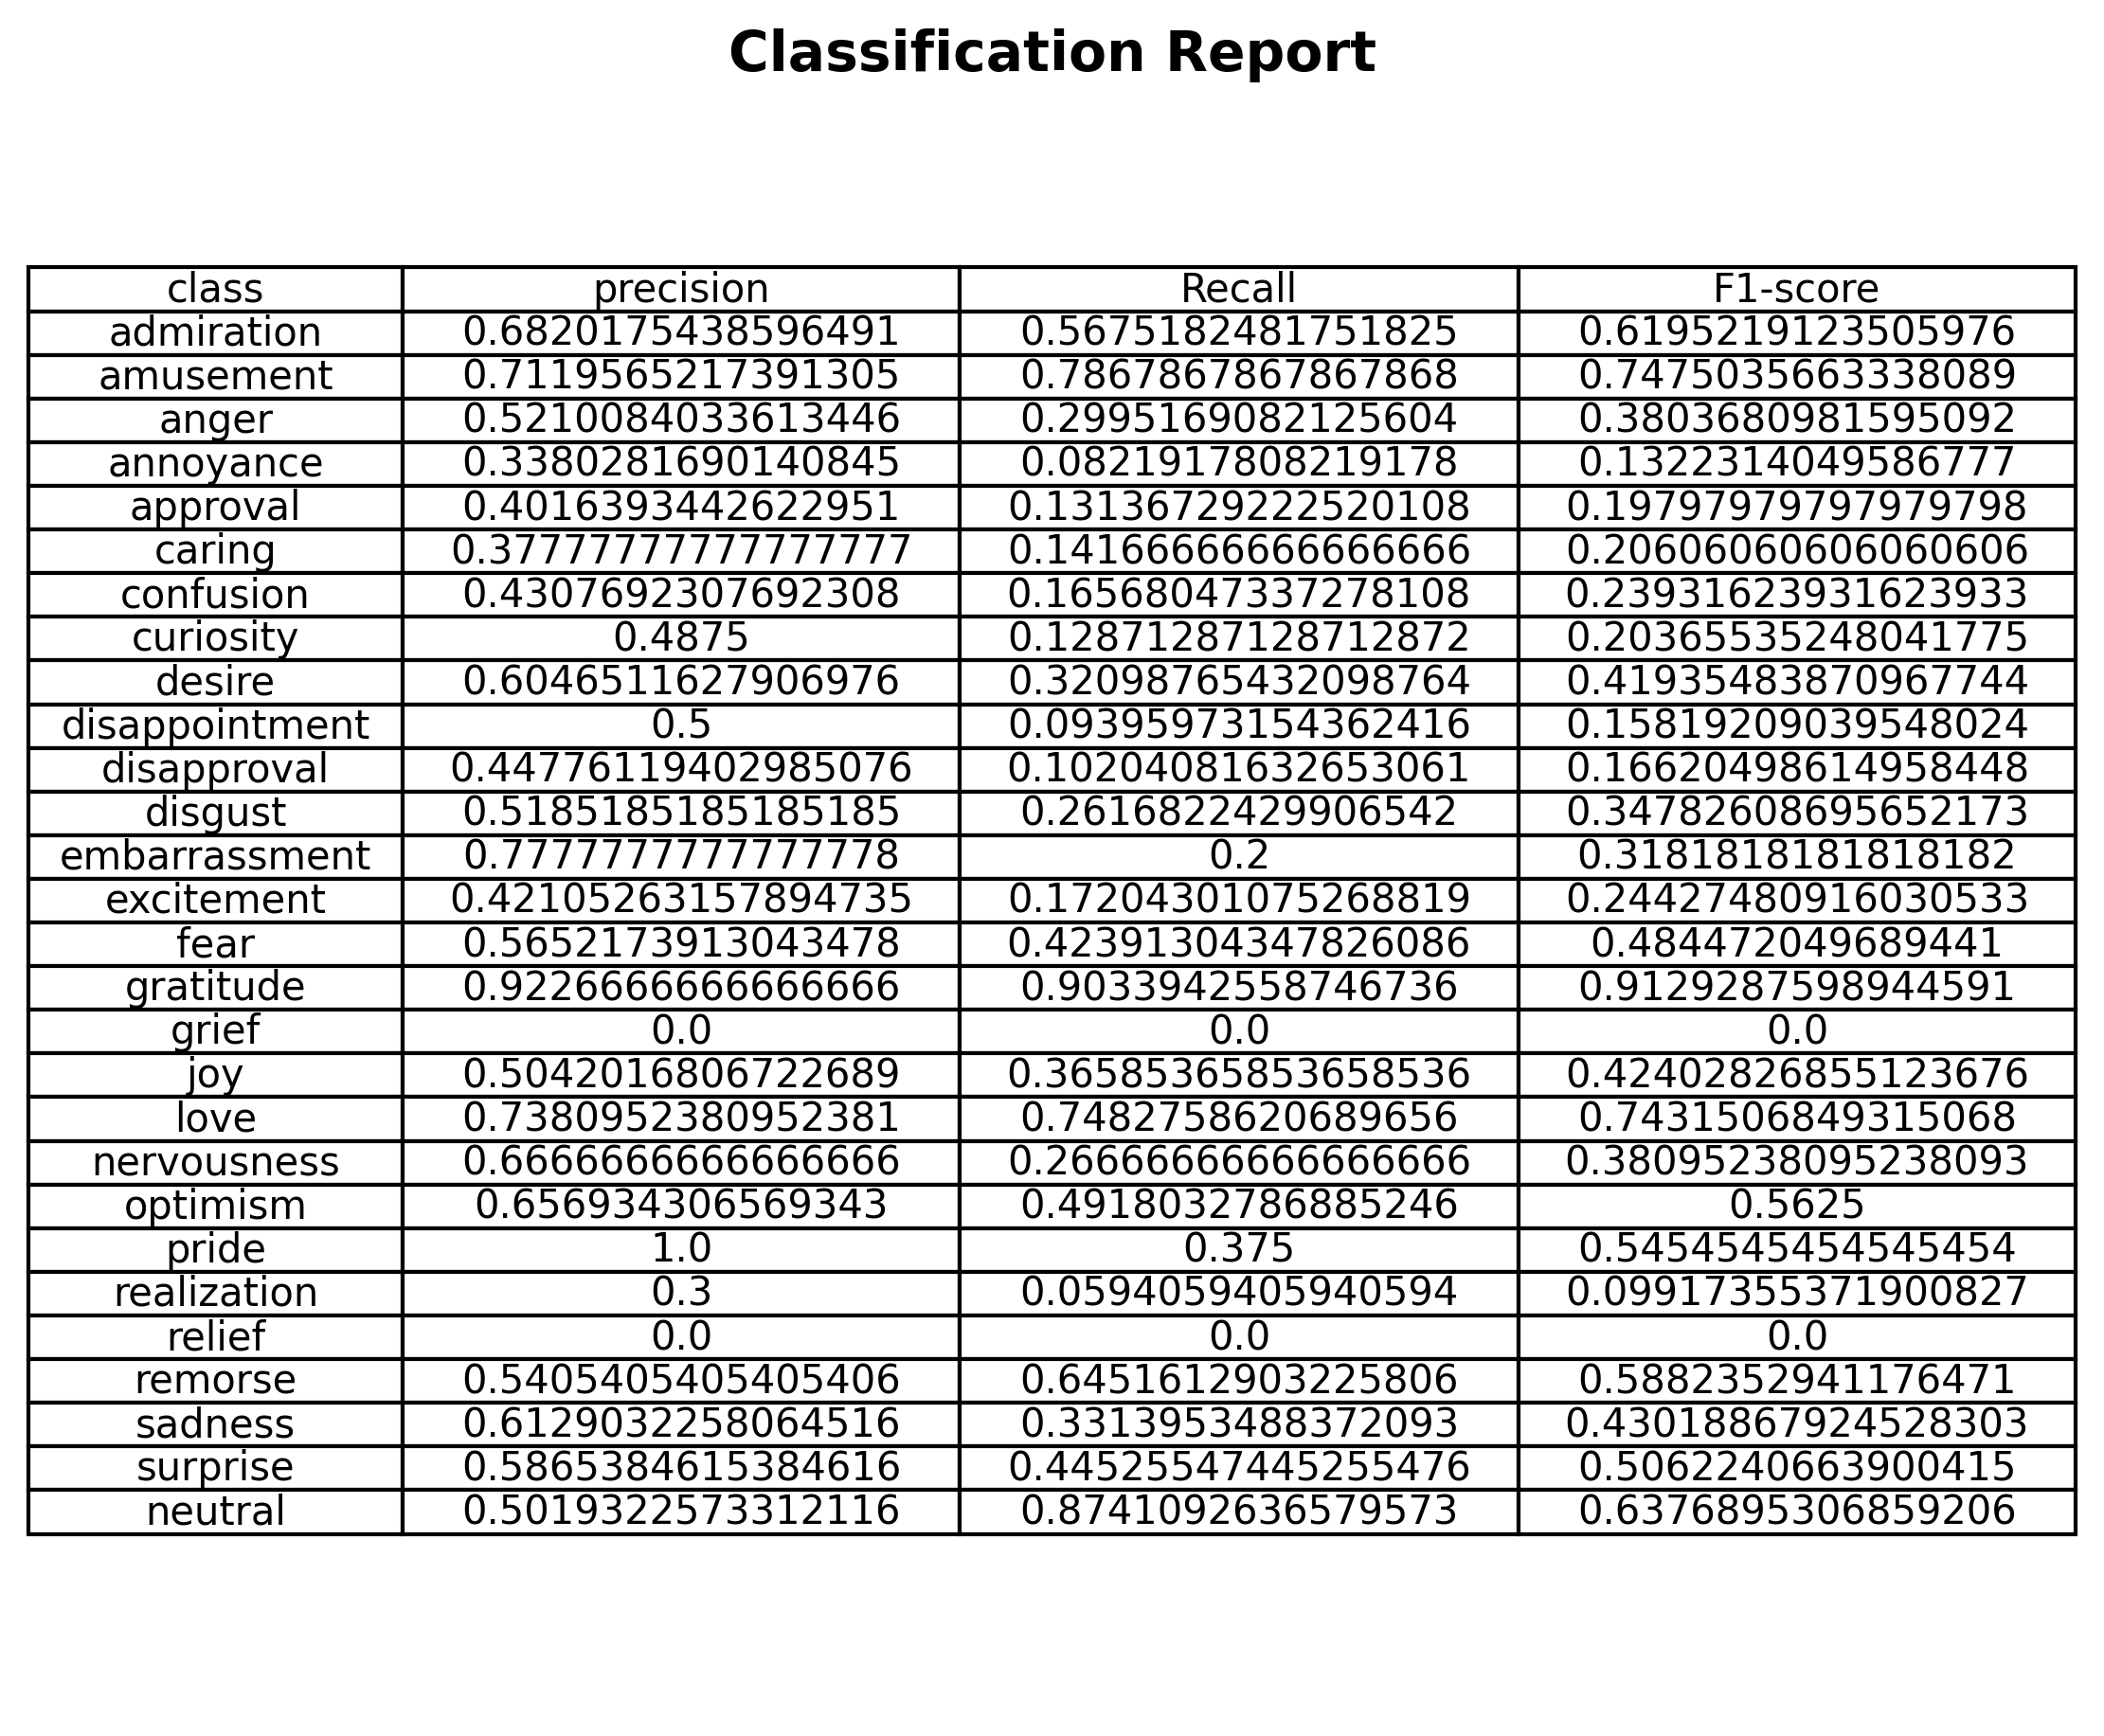 Classification Report
class precision Recall F1-score
admiration 0.6820175438596491 0.5675182481751825 0.6195219123505976
amusement 0.7119565217391305 0.7867867867867868 0.7475035663338089
anger 0.5210084033613446 0.2995169082125604 0.3803680981595092
annoyance 0.3380281690140845 0.0821917808219178 0.1322314049586777
approval 0.4016393442622951 0.13136729222520108 0.19797979797979798
caring 0.37777777777777777 0.14166666666666666 0.20606060606060606
confusion 0.4307692307692308 0.16568047337278108 0.23931623931623933
curiosity 0.4875 0.12871287128712872 0.20365535248041775
desire 0.6046511627906976 0.32098765432098764 0.41935483870967744
disappointment 0.5 0.09395973154362416 0.15819209039548024
disapproval 0.44776119402985076 0.10204081632653061 0.16620498614958448
disgust 0.5185185185185185 0.2616822429906542 0.34782608695652173
embarrassment 0.7777777777777778 0.2 0.3181818181818182
excitement 0.42105263157894735 0.17204301075268819 0.24427480916030533
fear 0.5652173913043478 0.42391304347826086 0.484472049689441
gratitude 0.9226666666666666 0.9033942558746736 0.9129287598944591
grief 0.0 0.0 0.0
joy 0.5042016806722689 0.36585365853658536 0.42402826855123676
love 0.7380952380952381 0.7482758620689656 0.7431506849315068
nervousness 0.6666666666666666 0.26666666666666666 0.38095238095238093
optimism 0.656934306569343 0.4918032786885246 0.5625
pride 1.0 0.375 0.5454545454545454
realization 0.3 0.0594059405940594 0.09917355371900827
relief 0.0 0.0 0.0
remorse 0.5405405405405406 0.6451612903225806 0.5882352941176471
sadness 0.6129032258064516 0.3313953488372093 0.43018867924528303
surprise 0.5865384615384616 0.44525547445255476 0.5062240663900415
neutral 0.5019322573312116 0.8741092636579573 0.6376895306859206